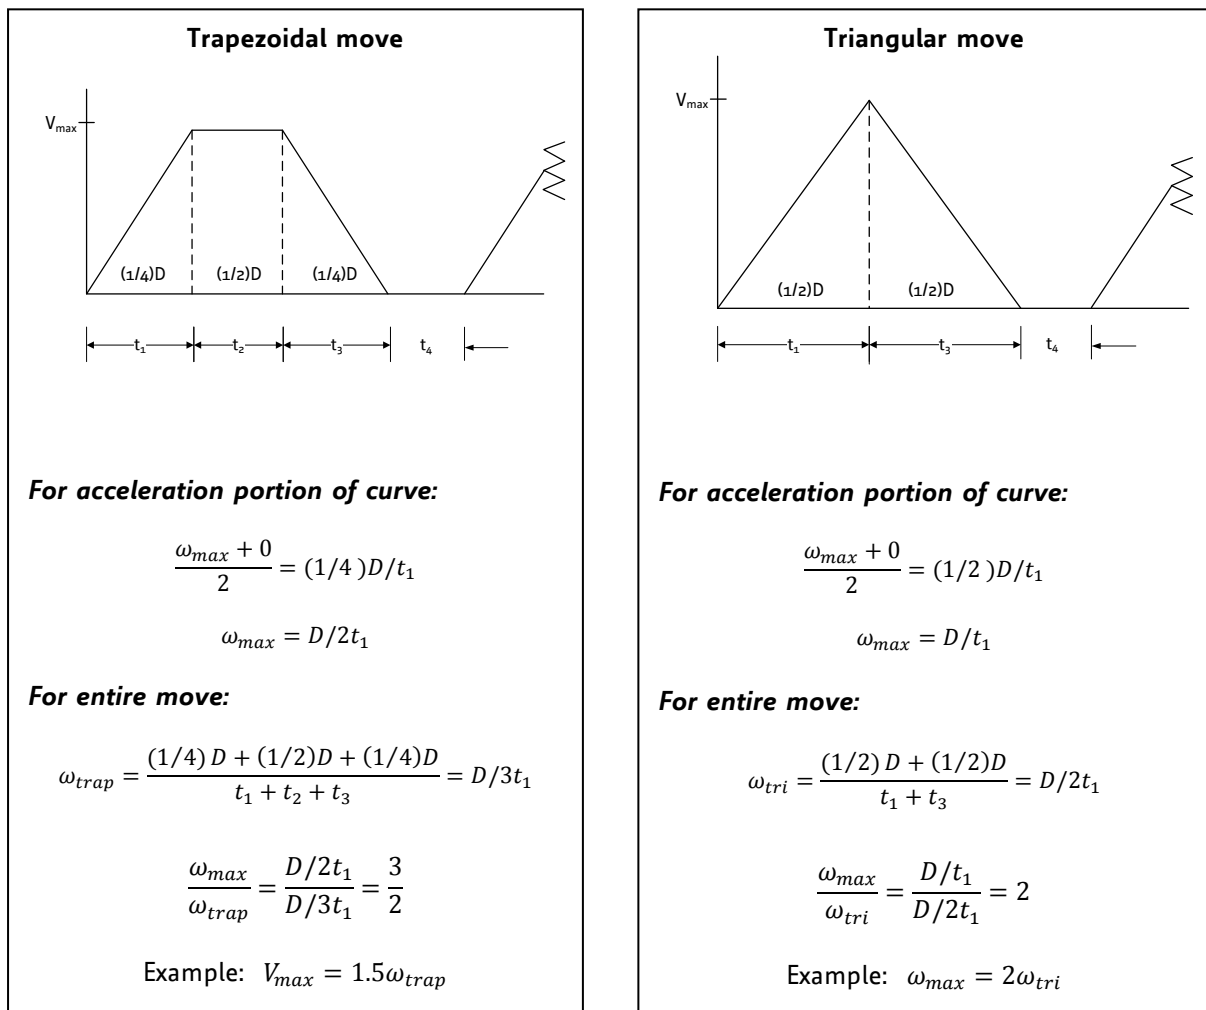 Trapezoidal move
Vmax
(1/4)D (1/2)D (1/4)D
t1 t2 t3 t4
For acceleration portion of curve:
(ωmax + 0)/2 = (1/4 )D/t1
ωmax = D/2t1
For entire move:
ωtrap = ((1/4) D + (1/2)D + (1/4)D)/(t1 + t2 + t3) = D/3t1
ωmax/ωtrap = (D/2t1)/(D/3t1) = 3/2
Example: Vmax = 1.5ωtrap
Triangular move
Vmax
(1/2)D (1/2)D
t1 t3 t4
For acceleration portion of curve:
(ωmax + 0)/2 = (1/2 )D/t1
ωmax = D/t1
For entire move:
ωtri = ((1/2) D + (1/2)D)/(t1 + t3) = D/2t1
ωmax/ωtri = (D/t1)/(D/2t1) = 2
Example: ωmax = 2ωtri